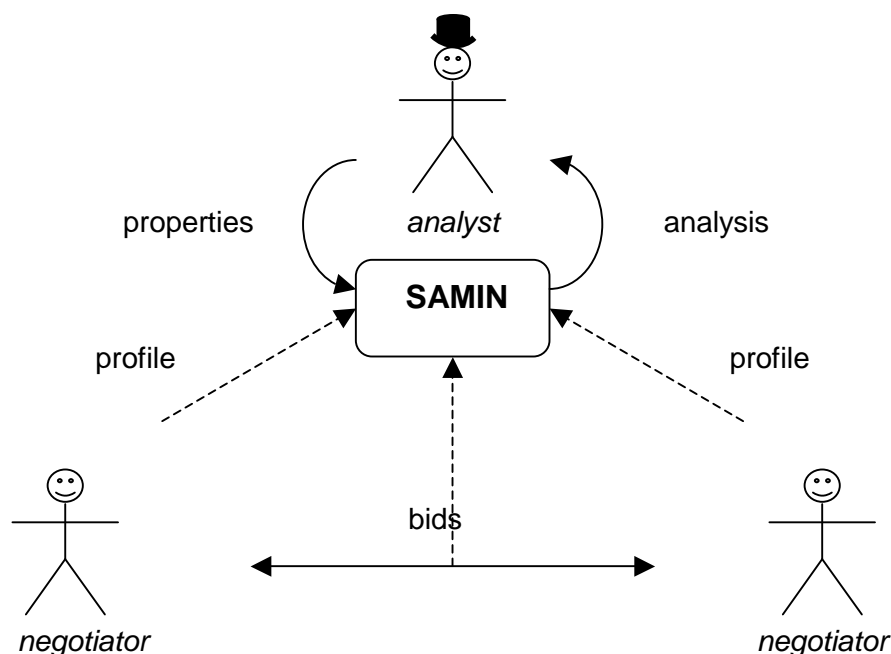 properties
analyst
analysis
SAMIN
profile
profile
bids
negotiator
negotiator